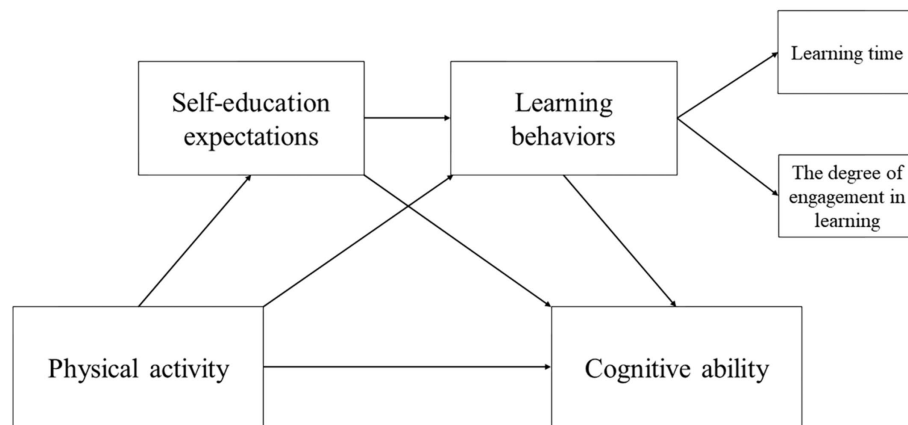 Learning time
Self-education
expectations
Learning
behaviors
The degree of
engagement in
learning
Physical activity
Cognitive ability